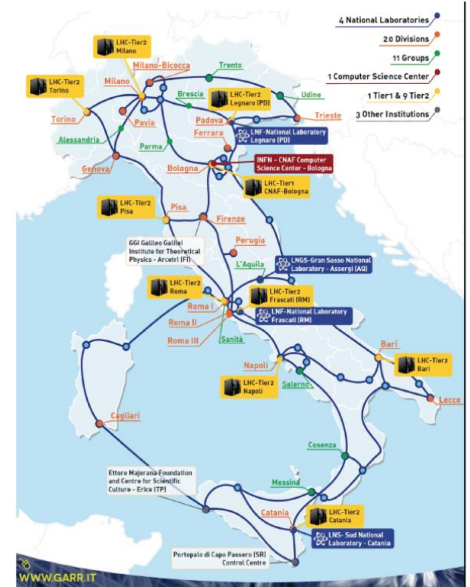 4 National Laboratories
20 Divisions
11 Groups
1 Computer Science Center
1 Tier1 & 9 Tier2
3 Other Institutions
LHC-Tier2
Milano
Milano-Bicocca
Trento
LHC-Tier2
Torino
Milano
LHC-Tier2
Legnaro (PD)
Udine
Brescia
Torino
Pavia
Padova
Trieste
Alessandria
Ferrara
LNF-National Laboratory
Legnaro (PD)
Parma
Genova
Bologna
INFN - CNAF Computer
Science Center - Bologna
LHC-Tier1
CNAF-Bologna
LHC-Tier2
Pisa
Pisa
Firenze
GGI Galileo Galilei
Institute for Theoretical
Physics - Arcetri (FI)
Perugia
L'Aquila
LNGS-Gran Sasso National
Laboratory - Assergi (AQ)
LHC-Tier2
Roma
LHC-Tier2
Frascati (RM)
Roma I
LNF-National Laboratory
Frascati (RM)
Roma II
Roma III
Sanità
Bari
LHC-Tier2
Bari
Napoli
LHC-Tier2
Napoli
Salerno
Lecce
Cagliari
Cosenza
Ettore Majorana Foundation
and Centre for Scientific
Culture - Erice (TP)
Messina
LHC-Tier2
Catania
Catania
LNS- Sud National
Laboratory - Catania
Portopalo di Capo Passero (SR)
Control Centre
WWW.GARR.IT